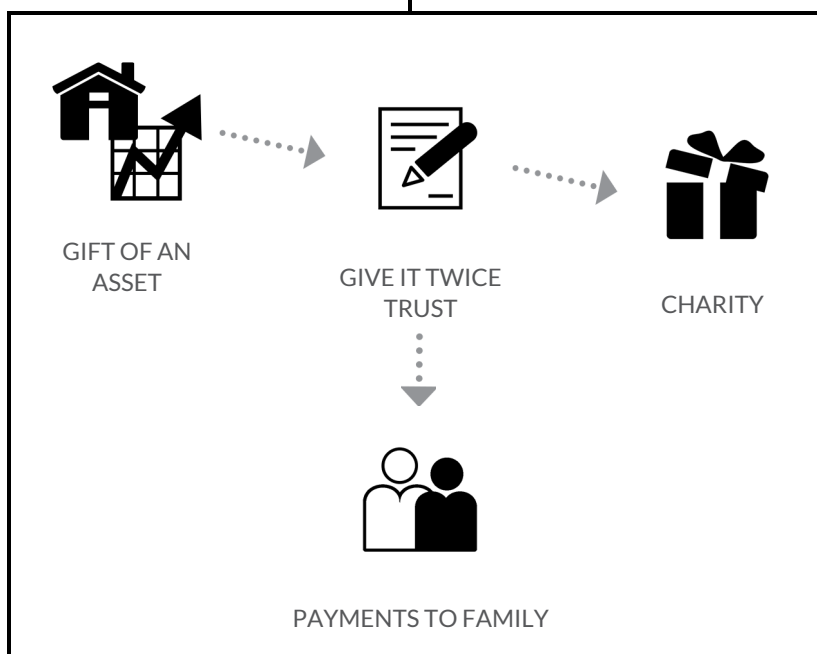 GIFT OF AN
ASSET
GIVE IT TWICE
TRUST
CHARITY
PAYMENTS TO FAMILY